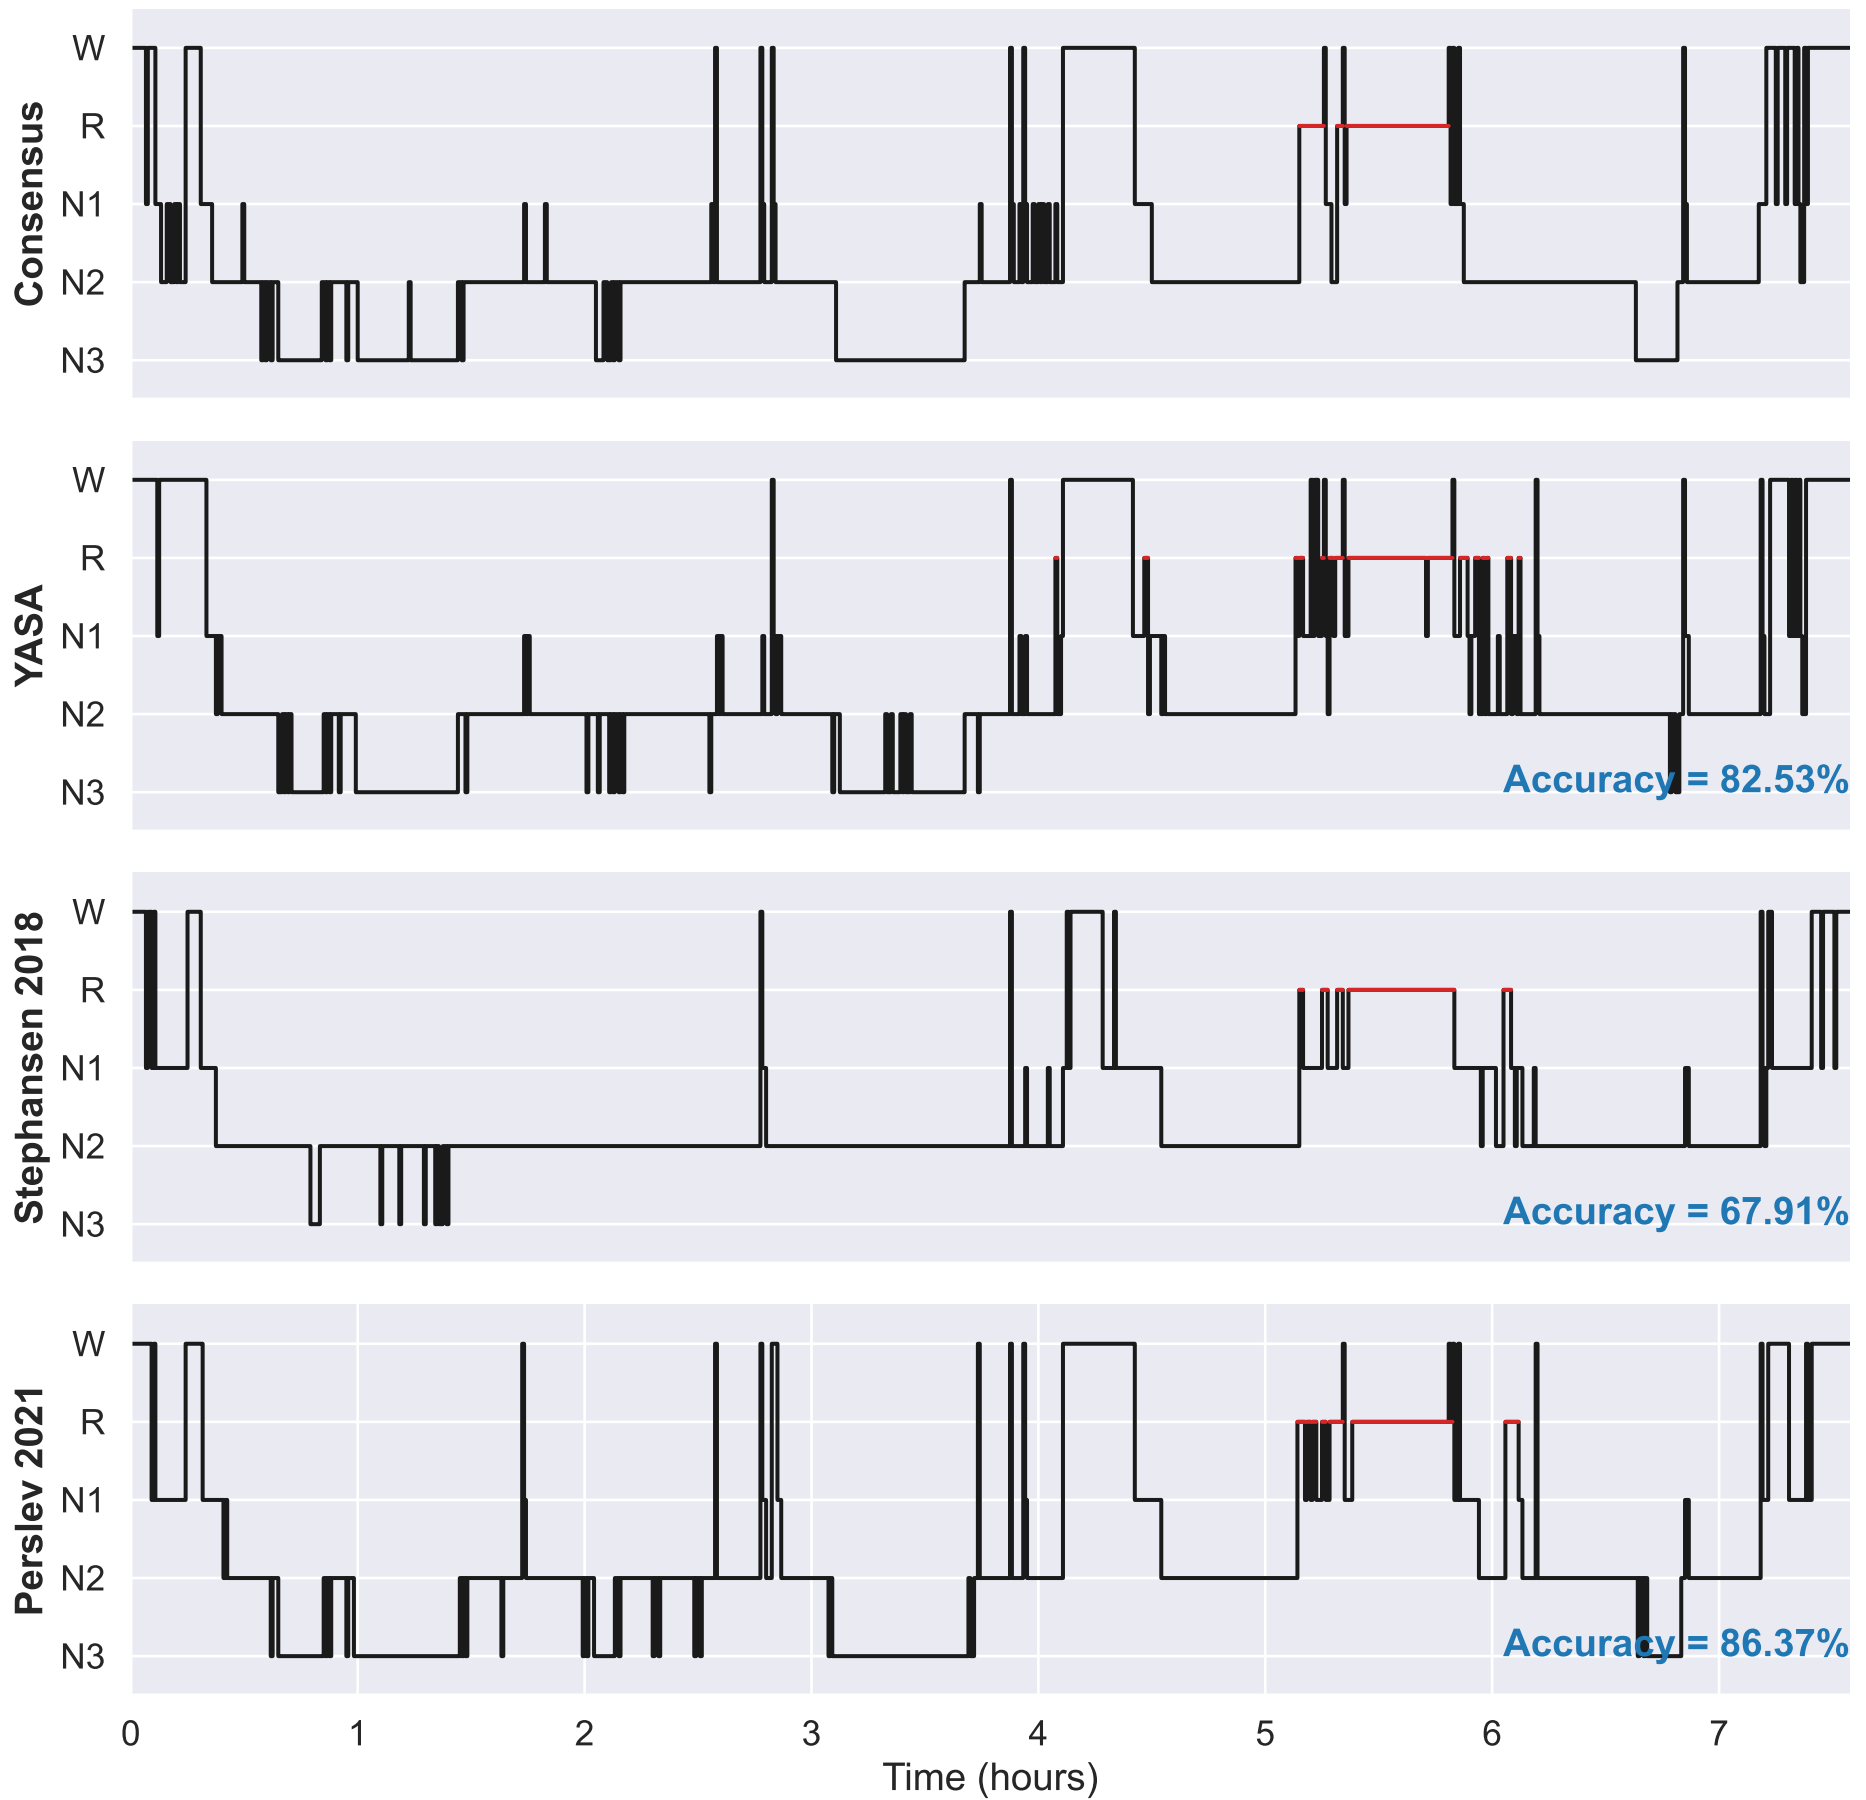 Consensus
W
R
N1
N2
N3
YASA
W
R
N1
N2
N3
Accuracy = 82.53%
Stephansen 2018
W
R
N1
N2
N3
Accuracy = 67.91%
Perslev 2021
W
R
N1
N2
N3
Accuracy = 86.37%
0 1 2 3 4 5 6 7
Time (hours)